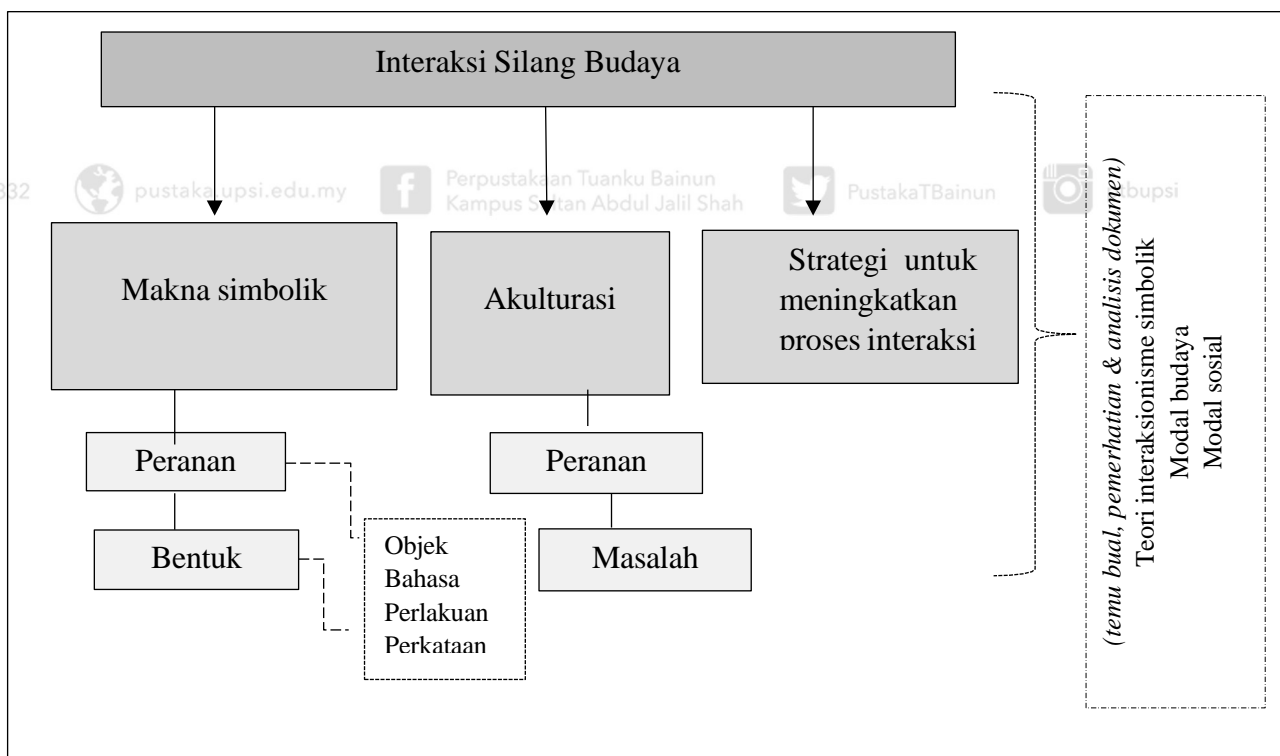 Interaksi Silang Budaya
832
pustaka.upsi.edu.my
Perpustakaan Tuanku Bainun
Kampus Sultan Abdul Jalil Shah
PustakaTBainun
ptbupsi
Makna simbolik
Akulturasi
Strategi untuk
meningkatkan
proses interaksi
Peranan
Bentuk
Objek
Bahasa
Perlakuan
Perkataan
Peranan
Masalah
(temu bual, pemerhatian & analisis dokumen)
Teori interaksionisme simbolik
Modal budaya
Modal sosial